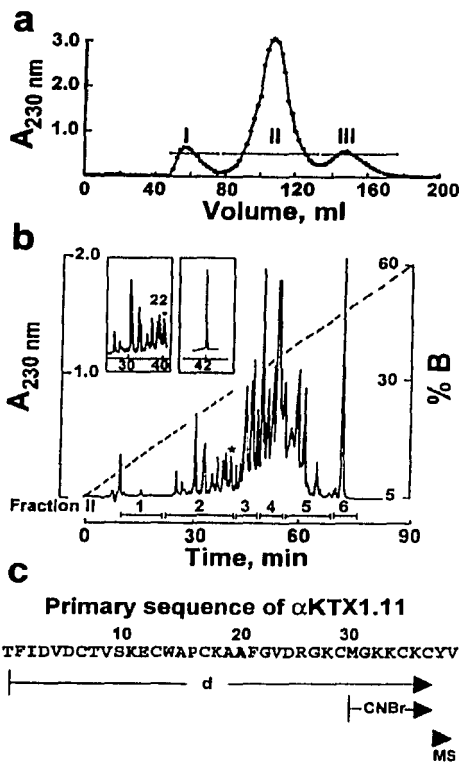 a
3.0
2.0
1.0
A230 nm
I II III
0 40 80 120 160 200
Volume, ml
b
2.0
1.0
A230 nm
22
*
30 40
42
*
60
30
5
% B
Fraction II
1 2 3 4 5 6
0 30 60 90
Time, min
c
Primary sequence of αKTX1.11
10 20 30
TFIDVDCTVSKECWAPCKAAFGVDRGKCMGKKCKCYV
d
CNBr
MS